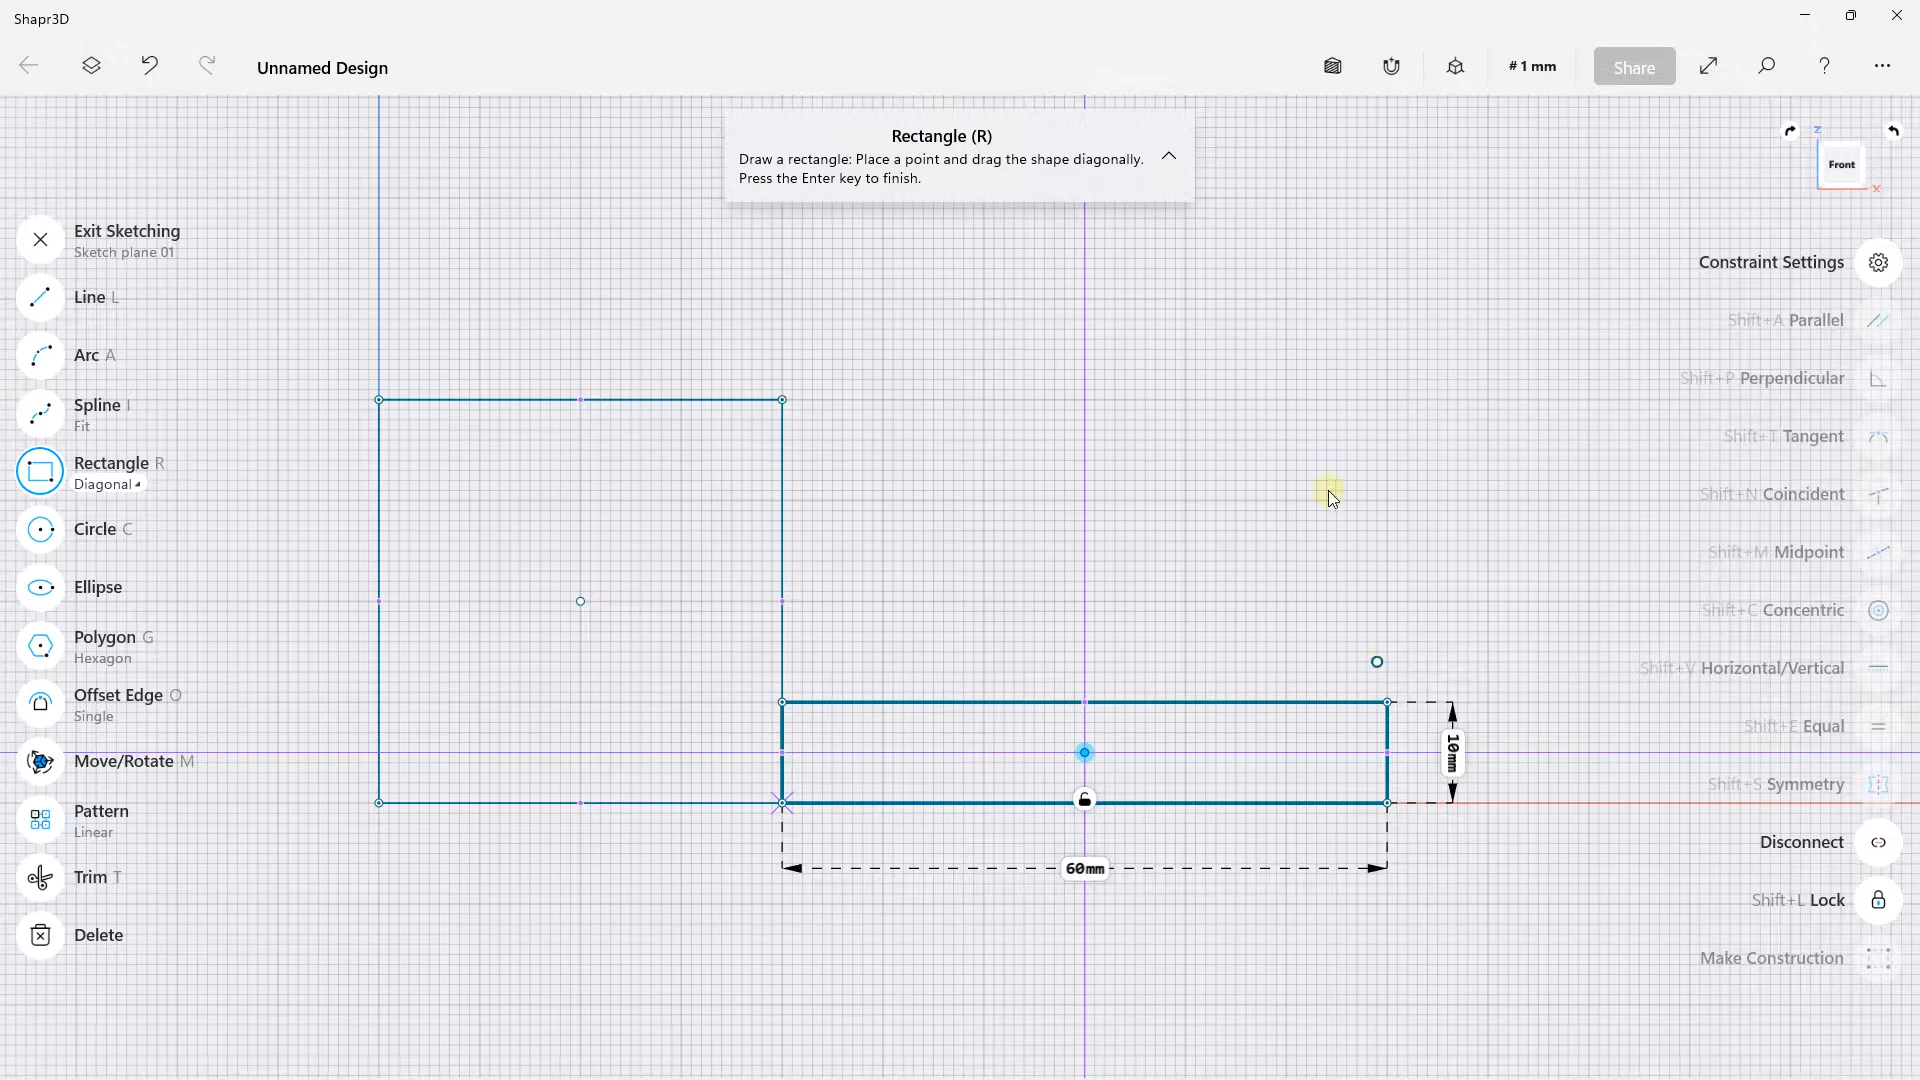 Shapr3D
Unnamed Design
# 1 mm
Share
?
Rectangle (R)
Draw a rectangle: Place a point and drag the shape diagonally.
Press the Enter key to finish.
Z
Front
X
Exit Sketching
Sketch plane 01
Line L
Arc A
Spline I
Fit
Rectangle R
Diagonal
Circle C
Ellipse
Polygon G
Hexagon
Offset Edge O
Single
Move/Rotate M
Pattern
Linear
Trim T
Delete
10mm
60mm
Constraint Settings
Shift+A Parallel
Shift+P Perpendicular
Shift+T Tangent
Shift+N Coincident
Shift+M Midpoint
Shift+C Concentric
Shift+V Horizontal/Vertical
Shift+E Equal
Shift+S Symmetry
Disconnect
Shift+L Lock
Make Construction